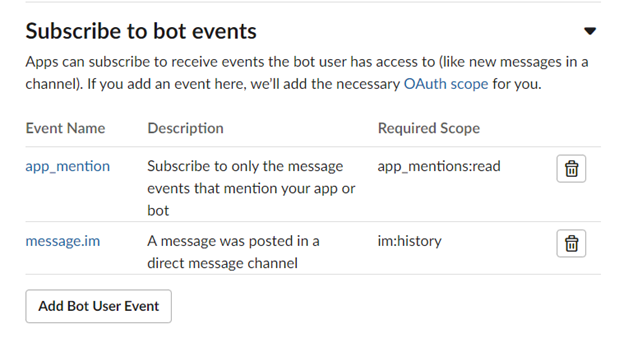 Subscribe to bot events
Apps can subscribe to receive events the bot user has access to (like new messages in a
channel). If you add an event here, we'll add the necessary OAuth scope for you.
Event Name Description Required Scope
app_mention Subscribe to only the message app_mentions:read
events that mention your app or
bot
message.im A message was posted in a im:history
direct message channel
Add Bot User Event